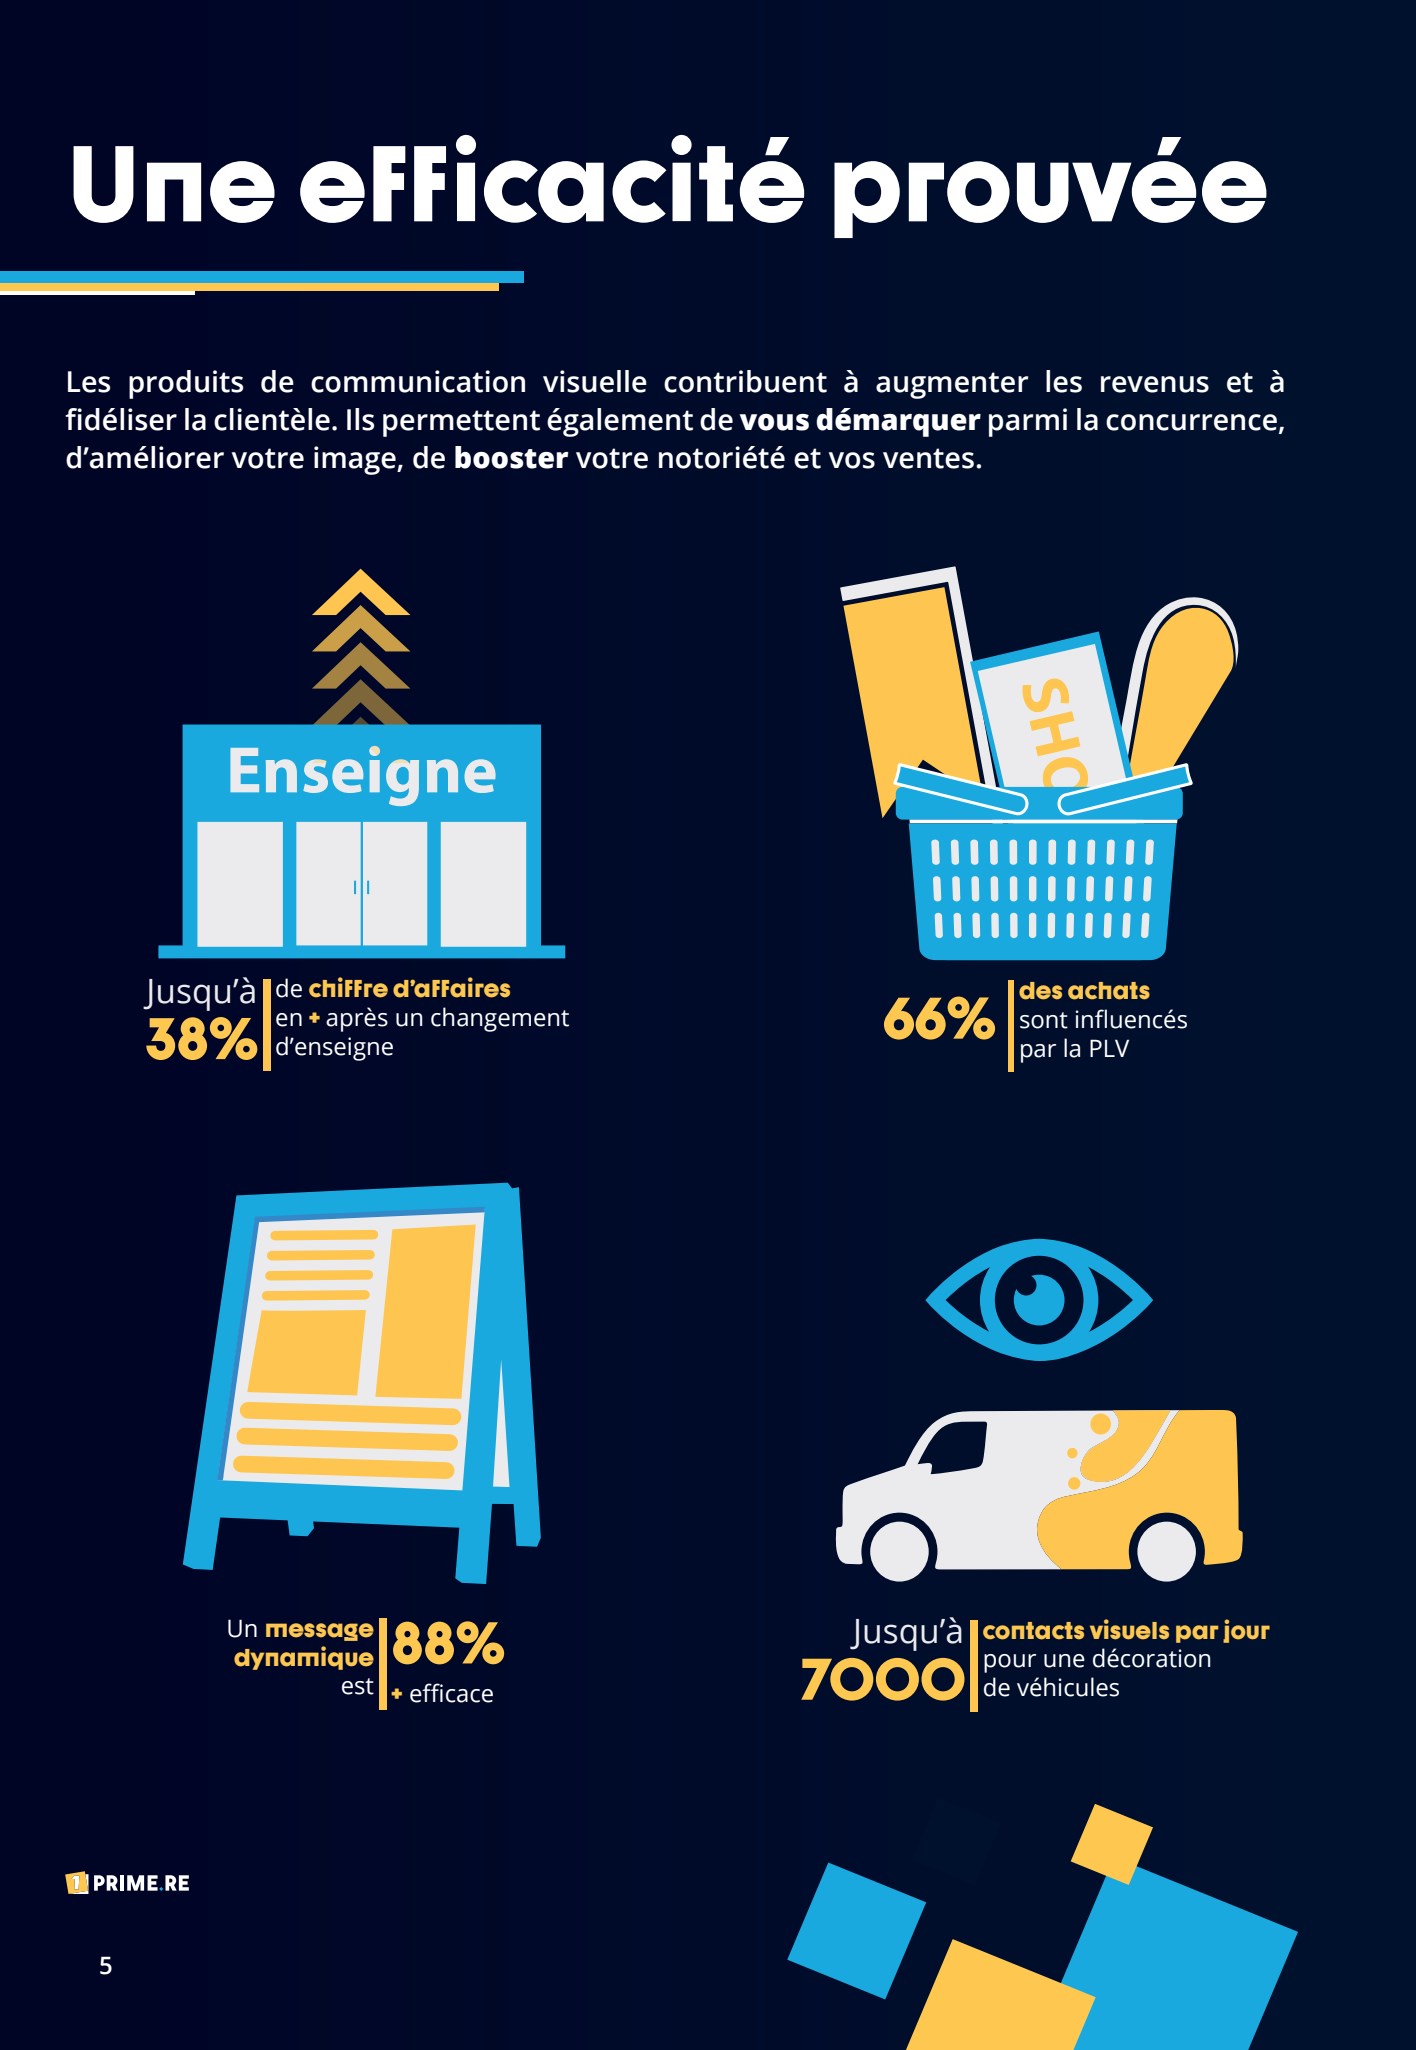 Une efficacité prouvée
Les produits de communication visuelle contribuent à augmenter les revenus et à
fidéliser la clientèle. Ils permettent également de vous démarquer parmi la concurrence,
d'améliorer votre image, de booster votre notoriété et vos ventes.
Enseigne
SHO
Jusqu'à
38%
de chiffre d'affaires
en + après un changement
d'enseigne
66%
des achats
sont influencés
par la PLV
Un message
dynamique
est
88%
+ efficace
Jusqu'à
7000
contacts visuels par jour
pour une décoration
de véhicules
1 PRIME.RE
5